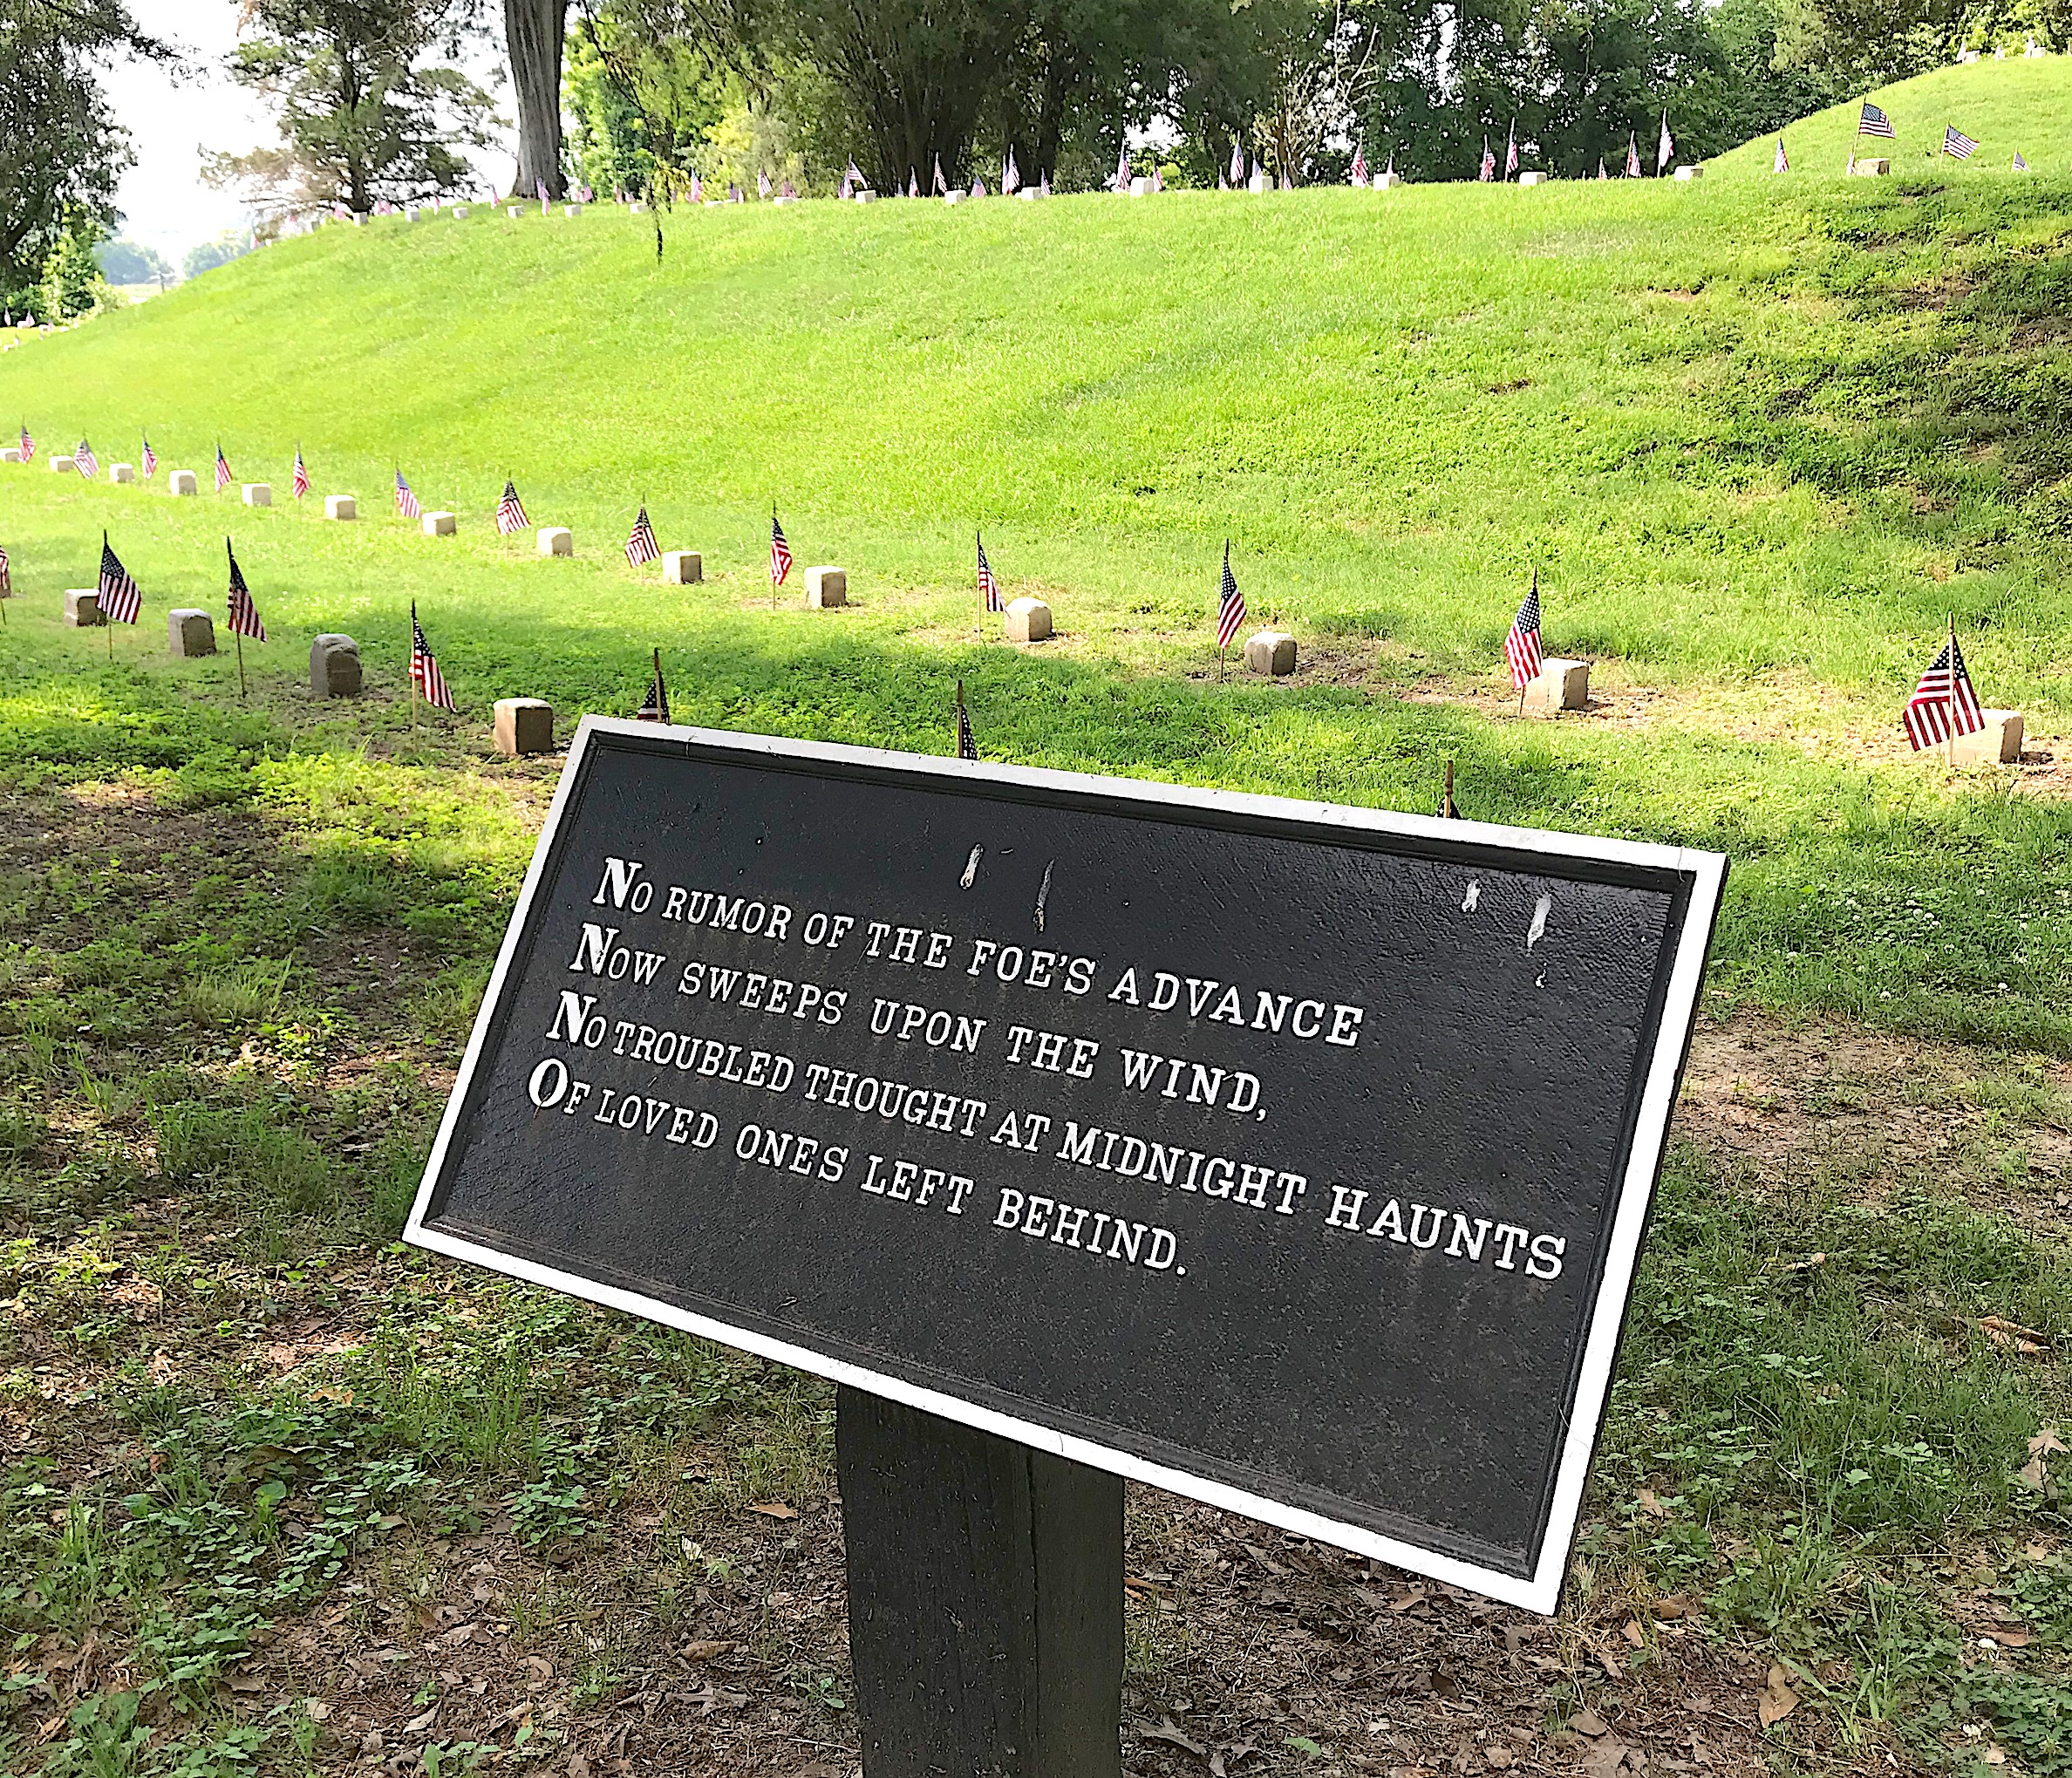 No rumor of the foe's advance
Now sweeps upon the wind,
No troubled thought at midnight haunts
Of loved ones left behind.